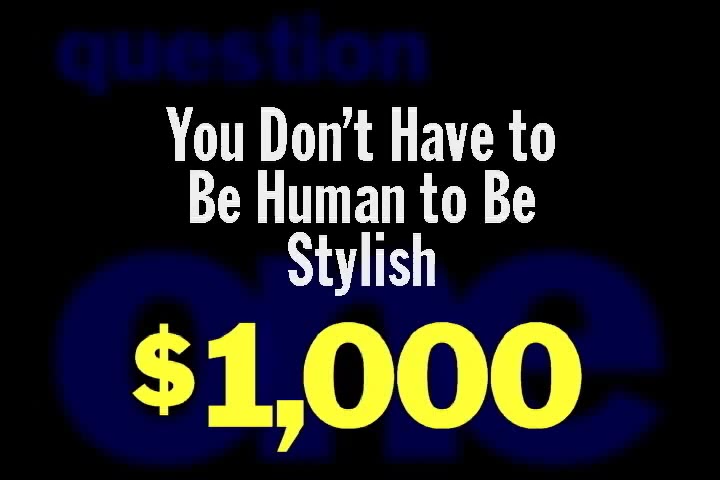 question
You Don't Have to
Be Human to Be
Stylish
one
$1,000